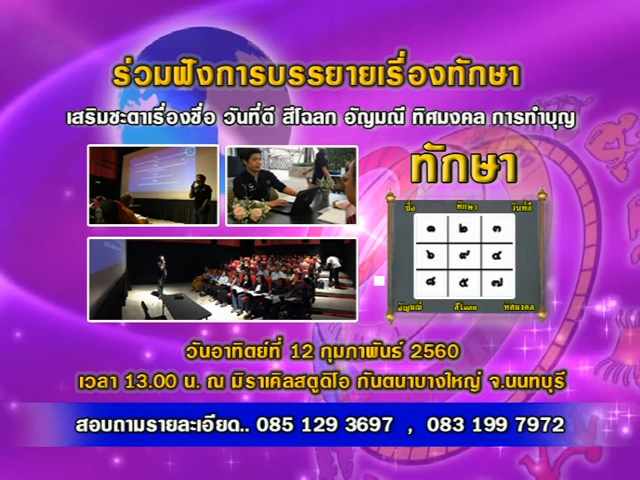 ร่วมฟังการบรรยายเรื่องทักษา
เสริมชะตาเรื่องชื่อ วันที่ดี สีโฉลก อัญมณี ทิศมงคล การทำบุญ
ทักษา
ชื่อ ทักษา วันที่ดี
๑ ๒ ๓
๖ ๙ ๔
๘ ๕ ๗
อัญมณี สีโฉลก ทิศมงคล
วันอาทิตย์ที่ 12 กุมภาพันธ์ 2560
เวลา 13.00 น. ณ มิราเคิลสตูดิโอ กันตนาบางใหญ่ จ.นนทบุรี
สอบถามรายละเอียด.. 085 129 3697 , 083 199 7972